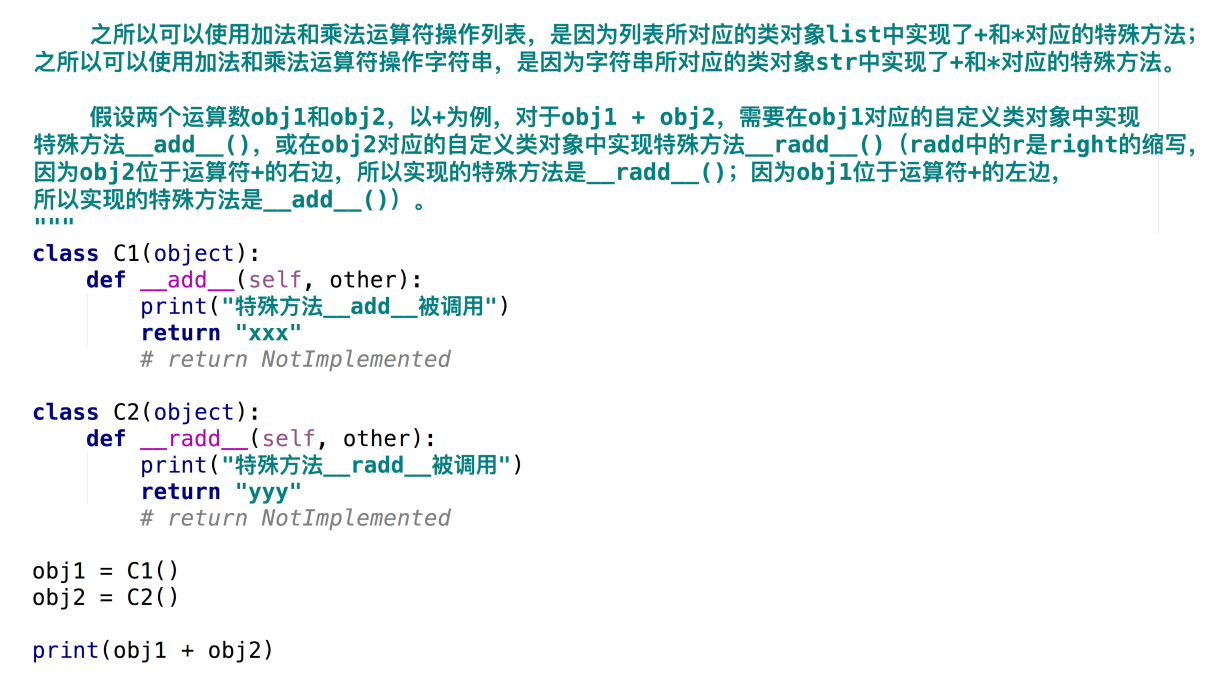 之所以可以使用加法和乘法运算符操作列表，是因为列表所对应的类对象list中实现了+和*对应的特殊方法；
之所以可以使用加法和乘法运算符操作字符串，是因为字符串所对应的类对象str中实现了+和*对应的特殊方法。
假设两个运算数obj1和obj2，以+为例，对于obj1 + obj2，需要在obj1对应的自定义类对象中实现
特殊方法__add__()，或在obj2对应的自定义类对象中实现特殊方法__radd__()（radd中的r是right的缩写，
因为obj2位于运算符+的右边，所以实现的特殊方法是__radd__()；因为obj1位于运算符+的左边，
所以实现的特殊方法是__add__()）。
"""
class C1(object):
    def __add__(self, other):
        print("特殊方法__add__被调用")
        return "xxx"
        # return NotImplemented
class C2(object):
    def __radd__(self, other):
        print("特殊方法__radd__被调用")
        return "yyy"
        # return NotImplemented
obj1 = C1()
obj2 = C2()
print(obj1 + obj2)